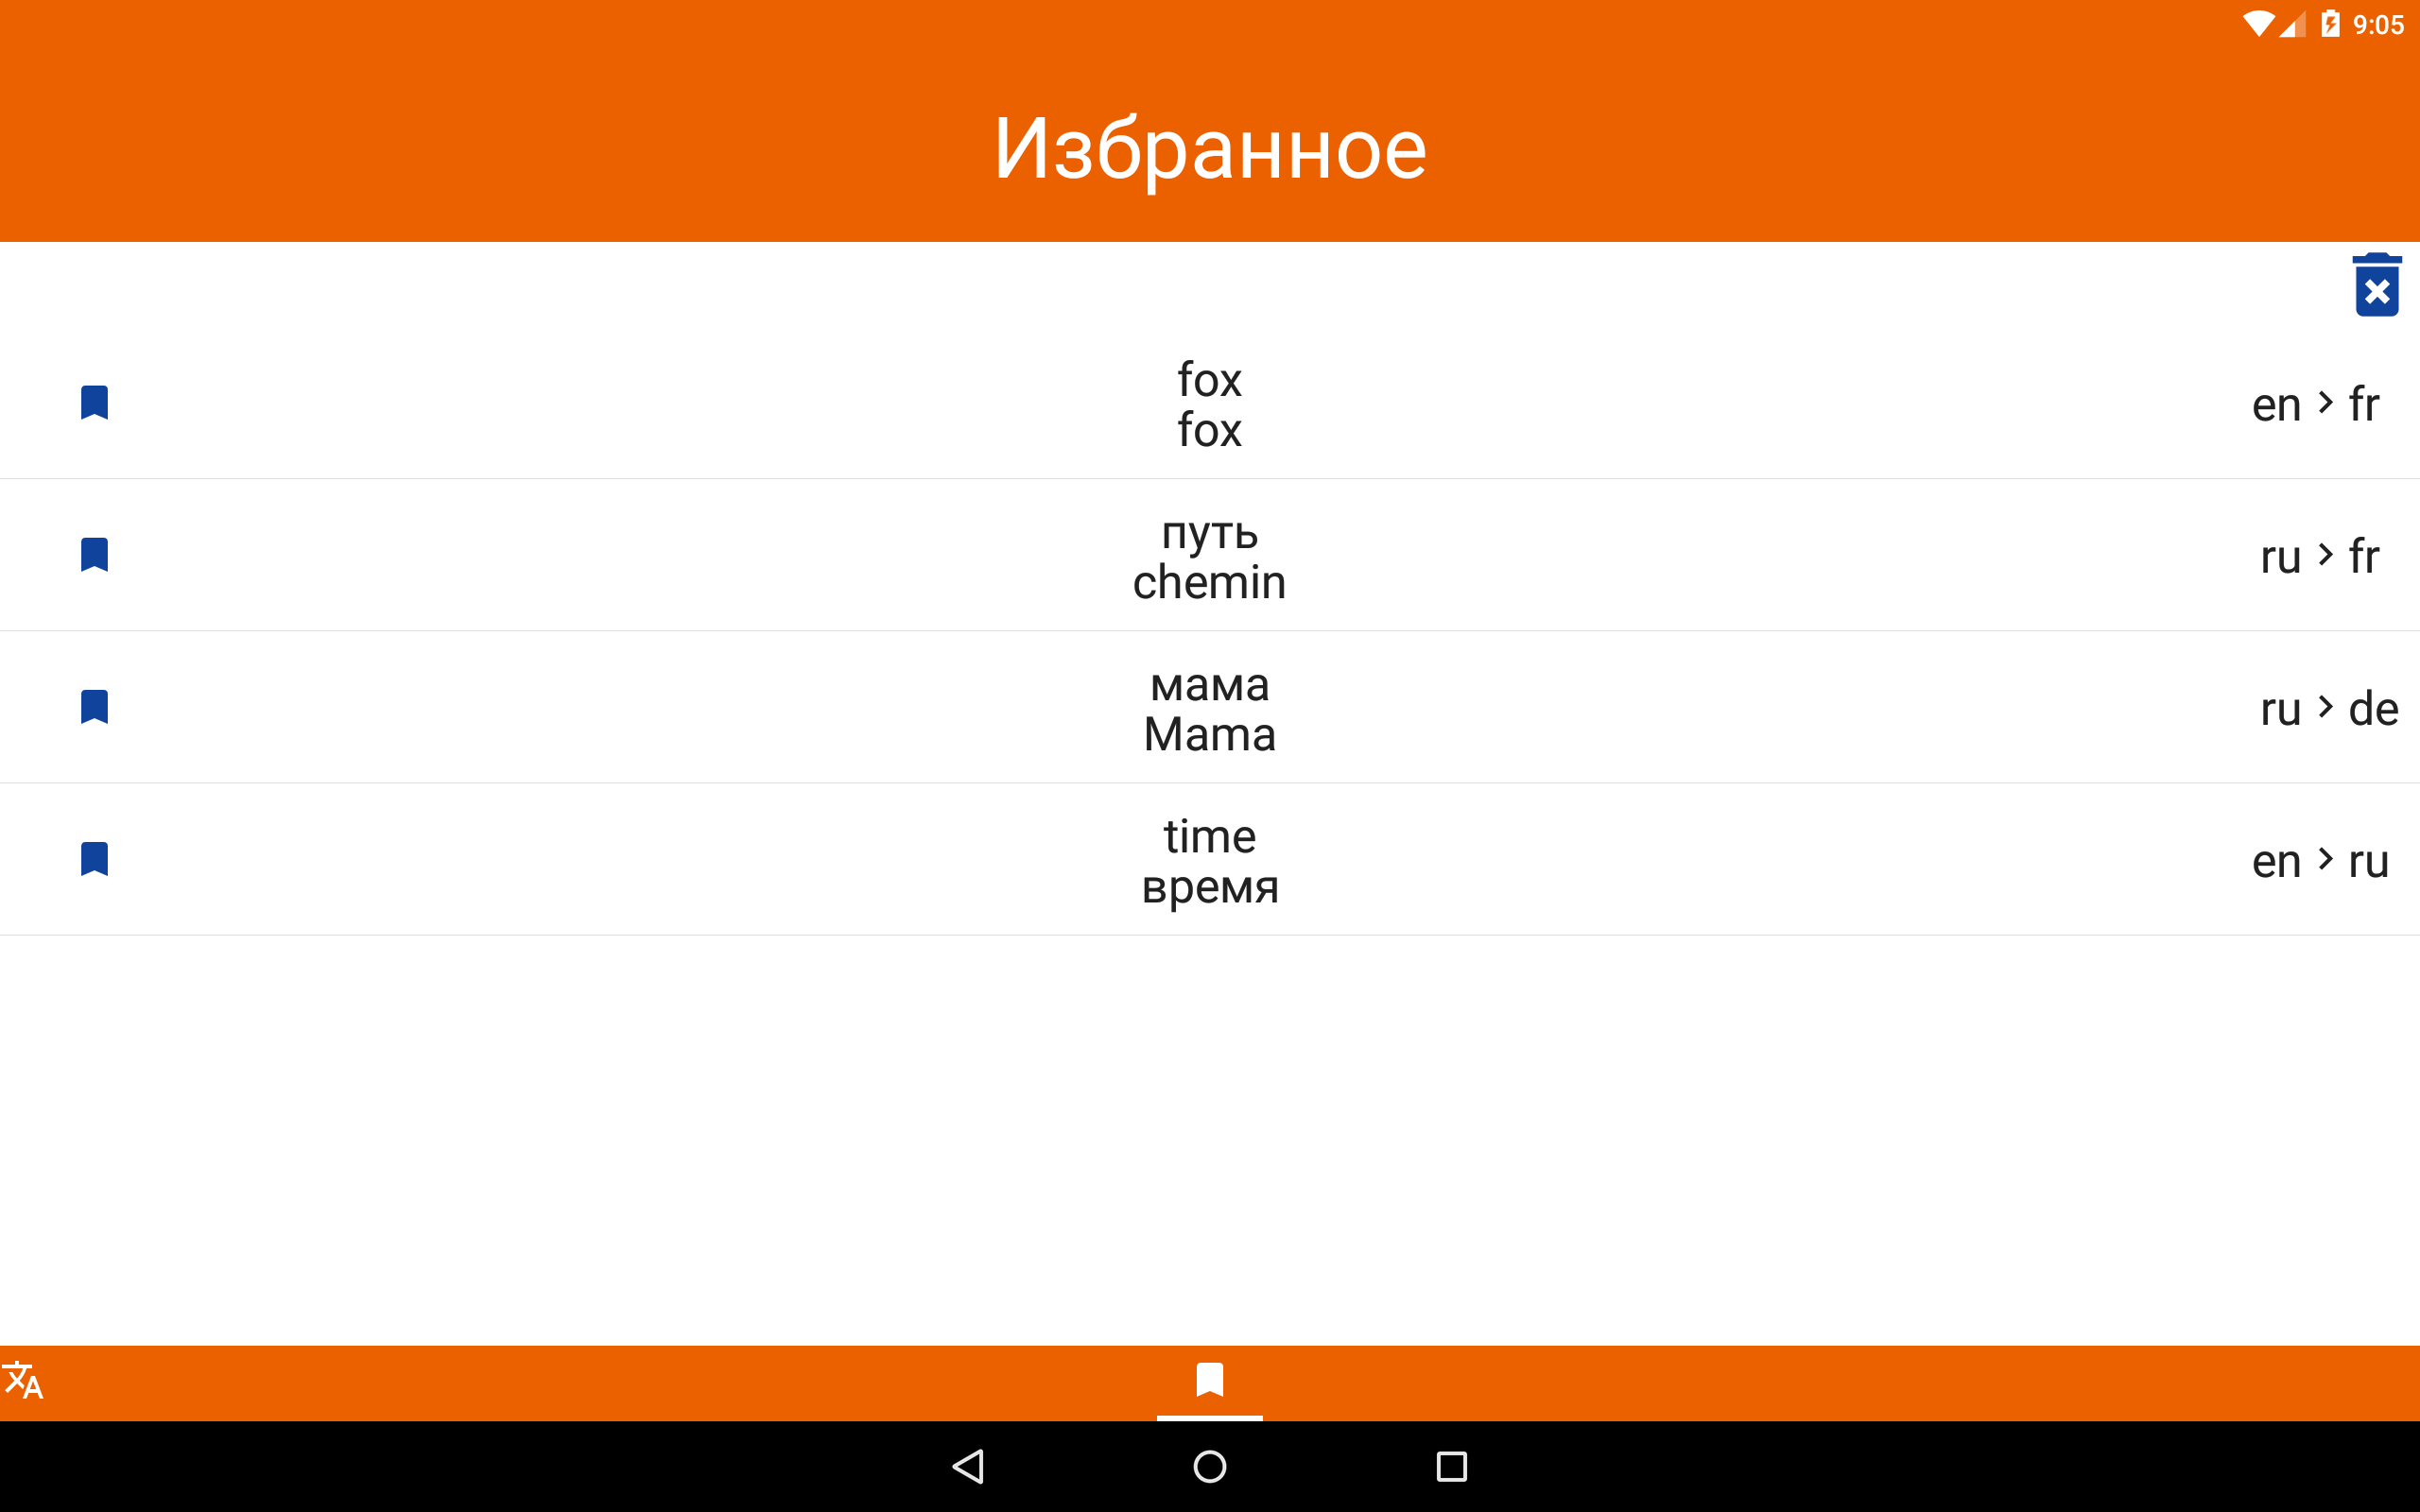 9:05
Избранное
fox
fox
en > fr
путь
chemin
ru > fr
мама
Mama
ru > de
time
время
en > ru